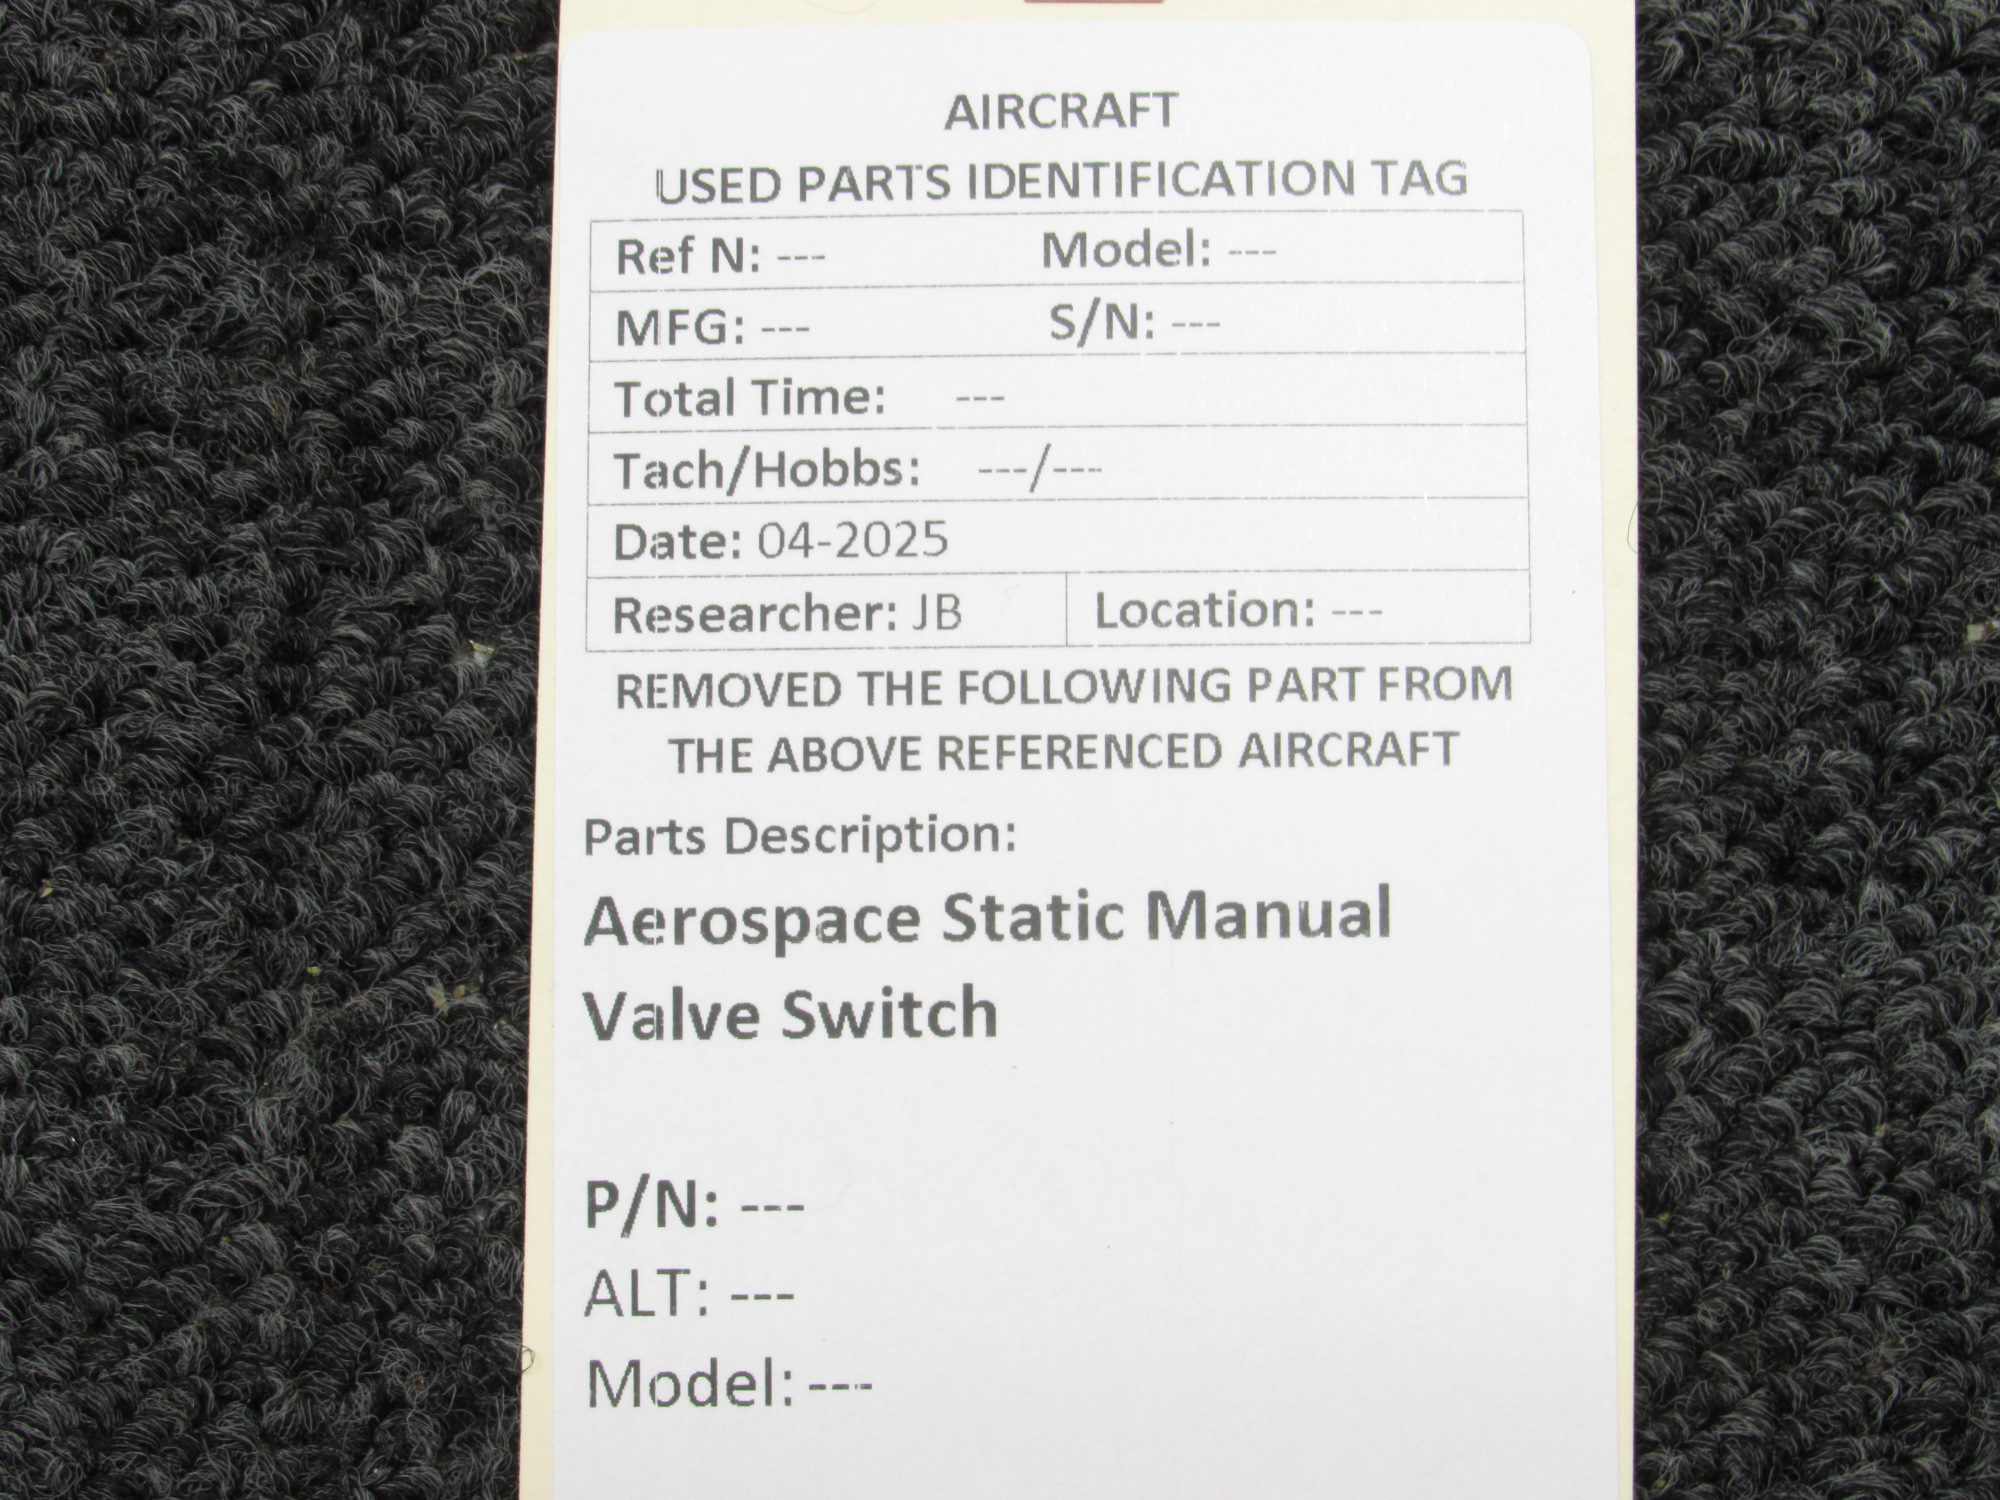 AIRCRAFT
USED PARTS IDENTIFICATION TAG
Ref N: --- Model: ---
MFG: --- S/N: ---
Total Time: ---
Tach/Hobbs: ---/---
Date: 04-2025
Researcher: JB Location: ---
REMOVED THE FOLLOWING PART FROM
THE ABOVE REFERENCED AIRCRAFT
Parts Description:
Aerospace Static Manual
Valve Switch
P/N: ---
ALT: ---
Model: ---